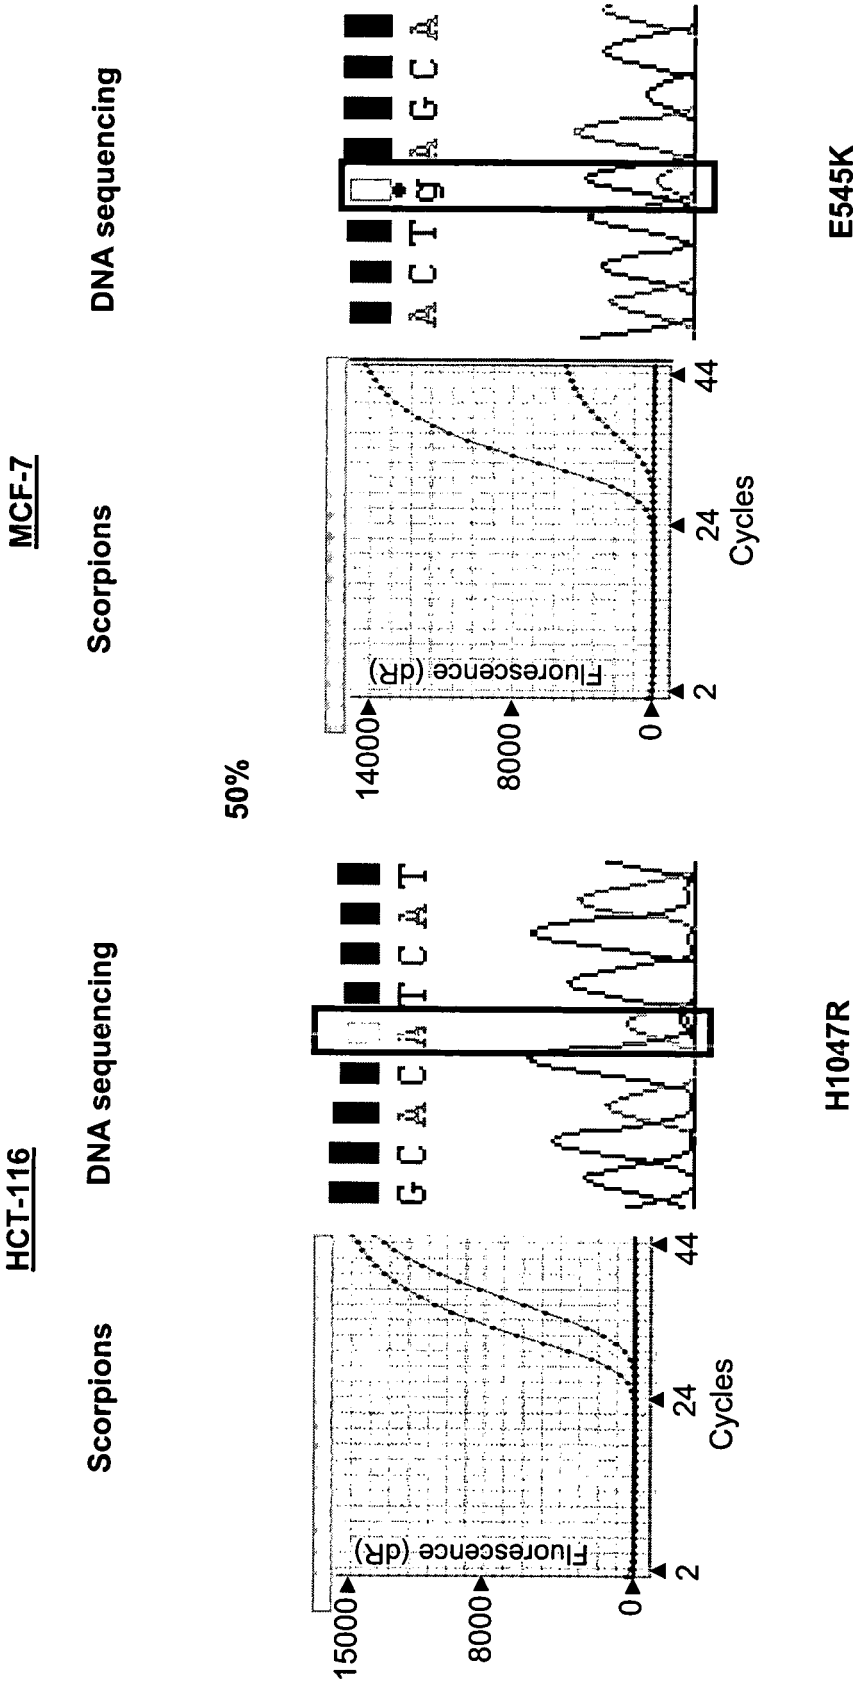 HCT-116
MCF-7
Scorpions
DNA sequencing
Scorpions
DNA sequencing
50%
15000
8000
0
Fluorescence (dR)
2
24
44
Cycles
G C A C A T C A T
H1047R
14000
8000
0
Fluorescence (dR)
2
24
44
Cycles
A C T g A G C A
E545K